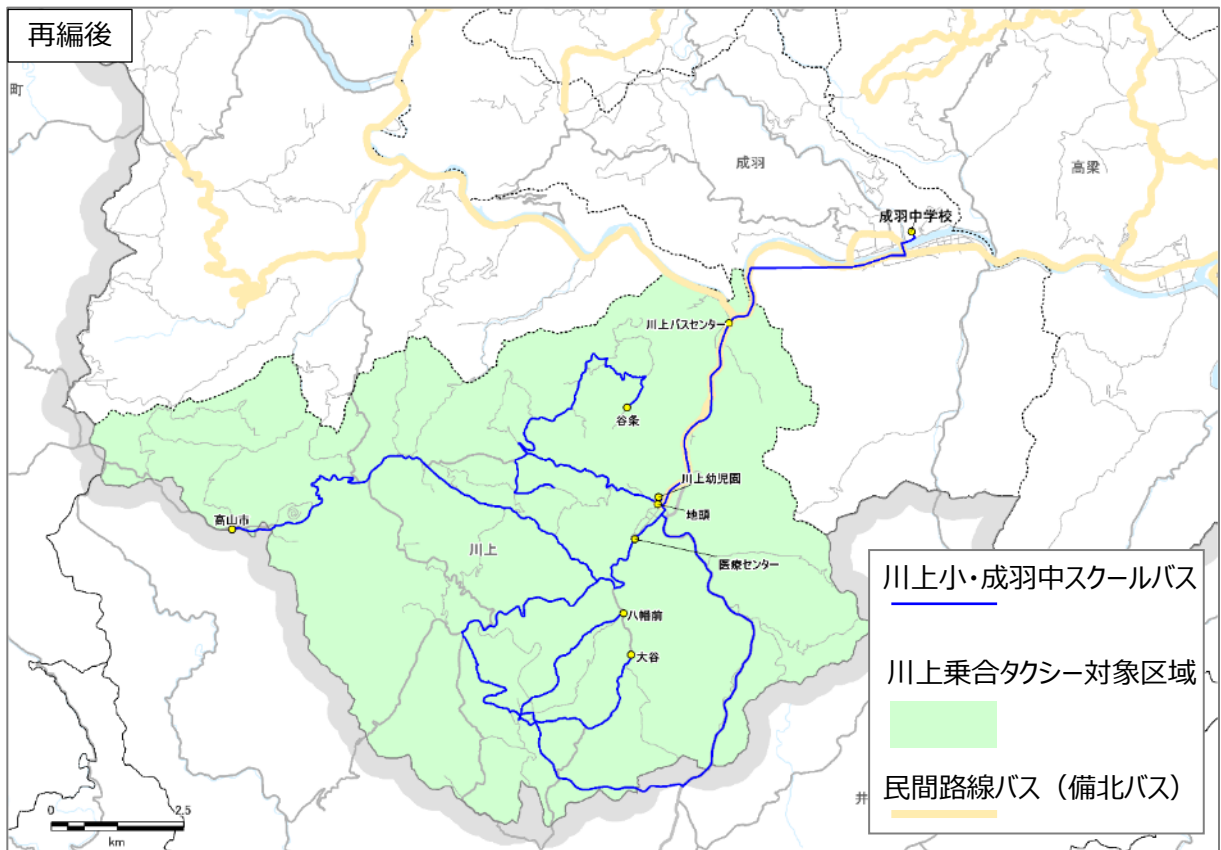 再編後
町
成羽
高梁
成羽中学校
川上バスセンター
谷条
川上幼児園
地頭
高山市
川上
医療センター
八幡前
大谷
井
川上小・成羽中スクールバス
川上乗合タクシー対象区域
民間路線バス（備北バス）
0 2.5
km